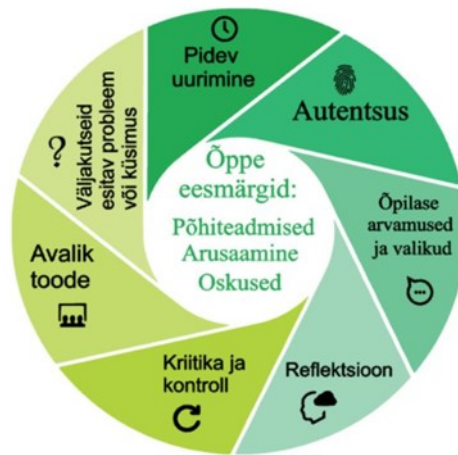 Pidev
uurimine
Autentsus
Õpilase
arvamused
ja valikud
Reflektsioon
Kriitika ja
kontroll
Avalik
toode
Väljakutseid
esitav probleem
või küsimus
Õppe
eesmärgid:
Põhiteadmised
Arusaamine
Oskused